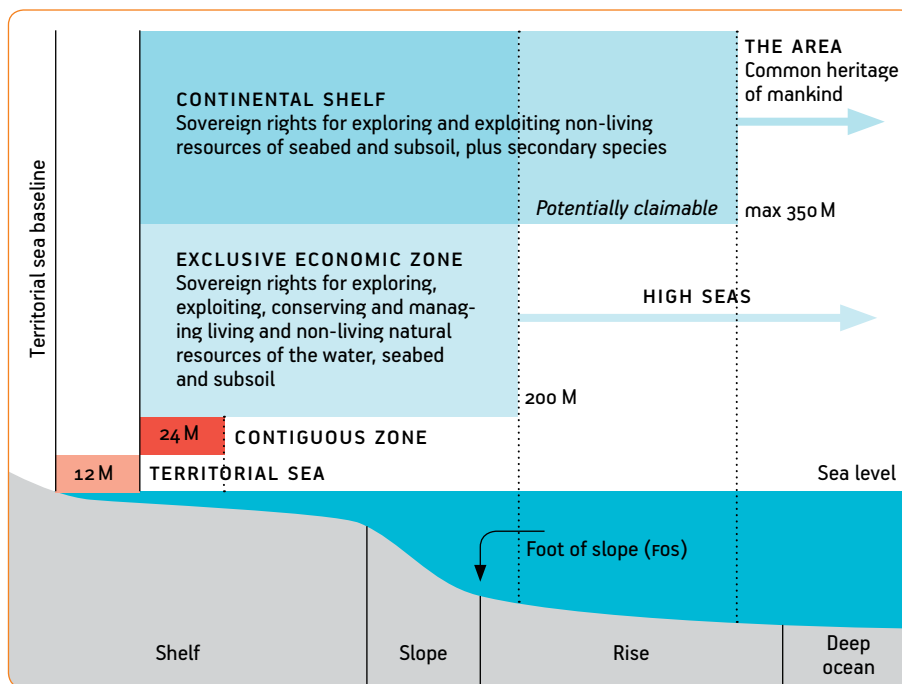 THE AREA
Common heritage
of mankind
CONTINENTAL SHELF
Sovereign rights for exploring and exploiting non-living
resources of seabed and subsoil, plus secondary species
Territorial sea baseline
Potentially claimable
max 350 M
EXCLUSIVE ECONOMIC ZONE
Sovereign rights for exploring,
exploiting, conserving and manag-
ing living and non-living natural
resources of the water, seabed
and subsoil
HIGH SEAS
200 M
24 M
CONTIGUOUS ZONE
12 M
TERRITORIAL SEA
Sea level
Foot of slope (FOS)
Shelf
Slope
Rise
Deep
ocean